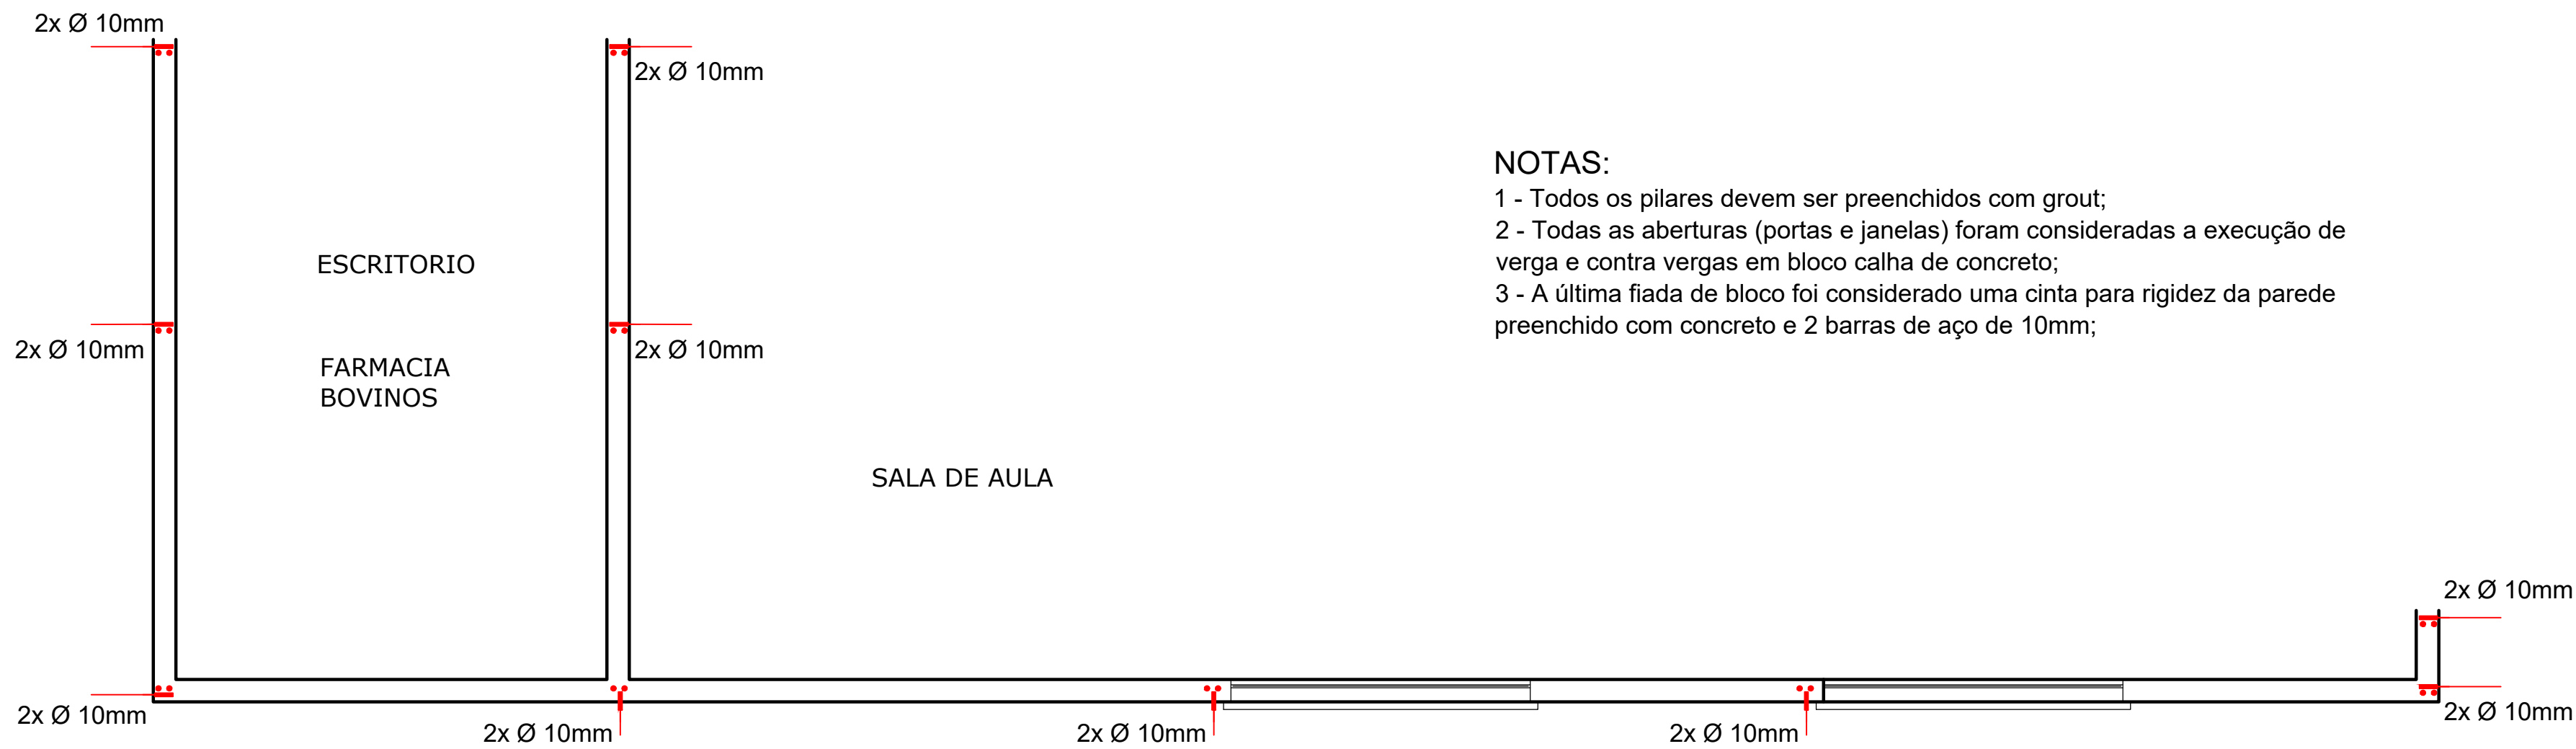 2x Ø 10mm
2x Ø 10mm
NOTAS:
1 - Todos os pilares devem ser preenchidos com grout;
2 - Todas as aberturas (portas e janelas) foram consideradas a execução de
verga e contra vergas em bloco calha de concreto;
3 - A última fiada de bloco foi considerado uma cinta para rigidez da parede
preenchido com concreto e 2 barras de aço de 10mm;
ESCRITORIO
2x Ø 10mm
2x Ø 10mm
FARMACIA
BOVINOS
SALA DE AULA
2x Ø 10mm
2x Ø 10mm
2x Ø 10mm
2x Ø 10mm
2x Ø 10mm
2x Ø 10mm